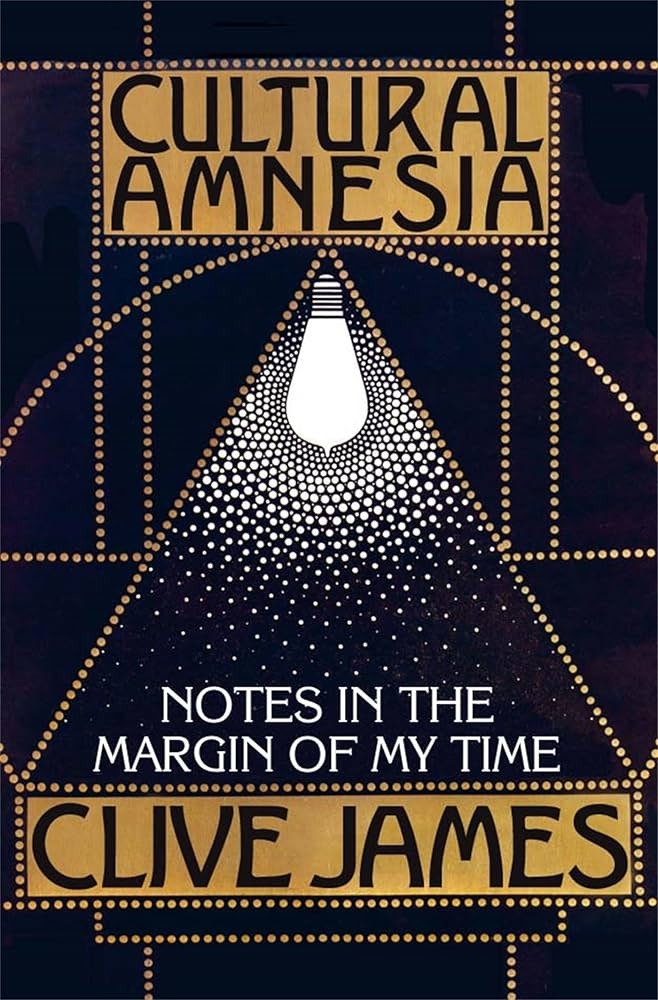 CULTURAL
AMNESIA
NOTES IN THE
MARGIN OF MY TIME
CLIVE JAMES